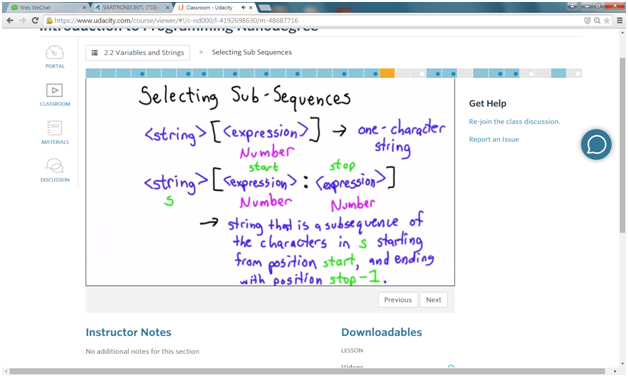 Web WeChat
VARITRONIX INTL (710)
Classroom - Udacity
https://www.udacity.com/course/viewer#!/c-nd000/l-4192698630/m-48687716
Introduction to Programming Nanodegree
2.2 Variables and Strings > Selecting Sub Sequences
PORTAL
CLASSROOM
MATERIALS
DISCUSSION
Selecting Sub-Sequences
<string>[<expression>] → one-character
string
Number
start stop
<string>[<expression> : <expression>]
s Number Number
→ string that is a subsequence of
the characters in s starting
from position start, and ending
with position stop-1.
Get Help
Re-join the class discussion.
Report an Issue
Previous Next
Instructor Notes
No additional notes for this section
Downloadables
LESSON
Videos